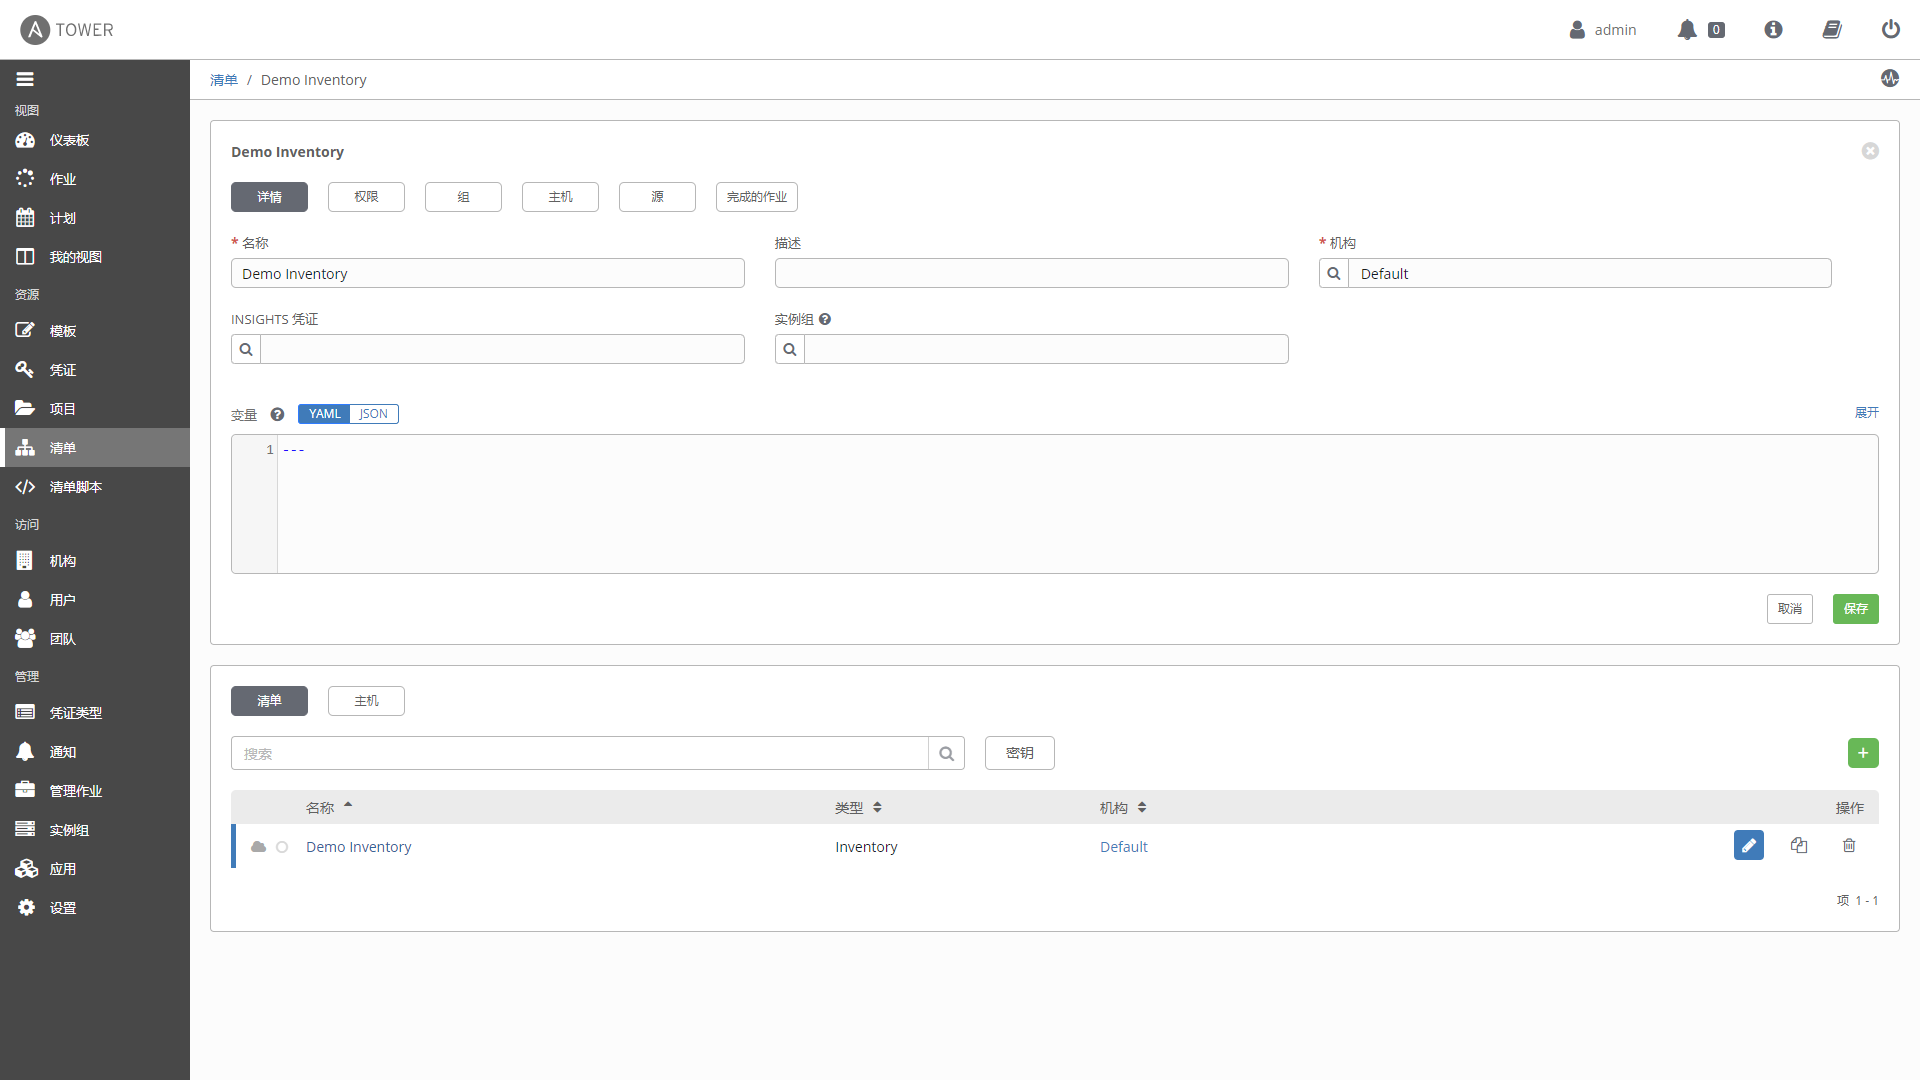 TOWER
admin
0
清单 / Demo Inventory
视图
仪表板
作业
计划
我的视图
资源
模板
凭证
项目
清单
清单脚本
访问
机构
用户
团队
管理
凭证类型
通知
管理作业
实例组
应用
设置
Demo Inventory
详情 权限 组 主机 源 完成的作业
* 名称 描述 * 机构
Demo Inventory Default
INSIGHTS 凭证 实例组
变量 YAML JSON 展开
1 ---
取消 保存
清单 主机
搜索 密钥 +
名称 类型 机构 操作
Demo Inventory Inventory Default
项 1 - 1